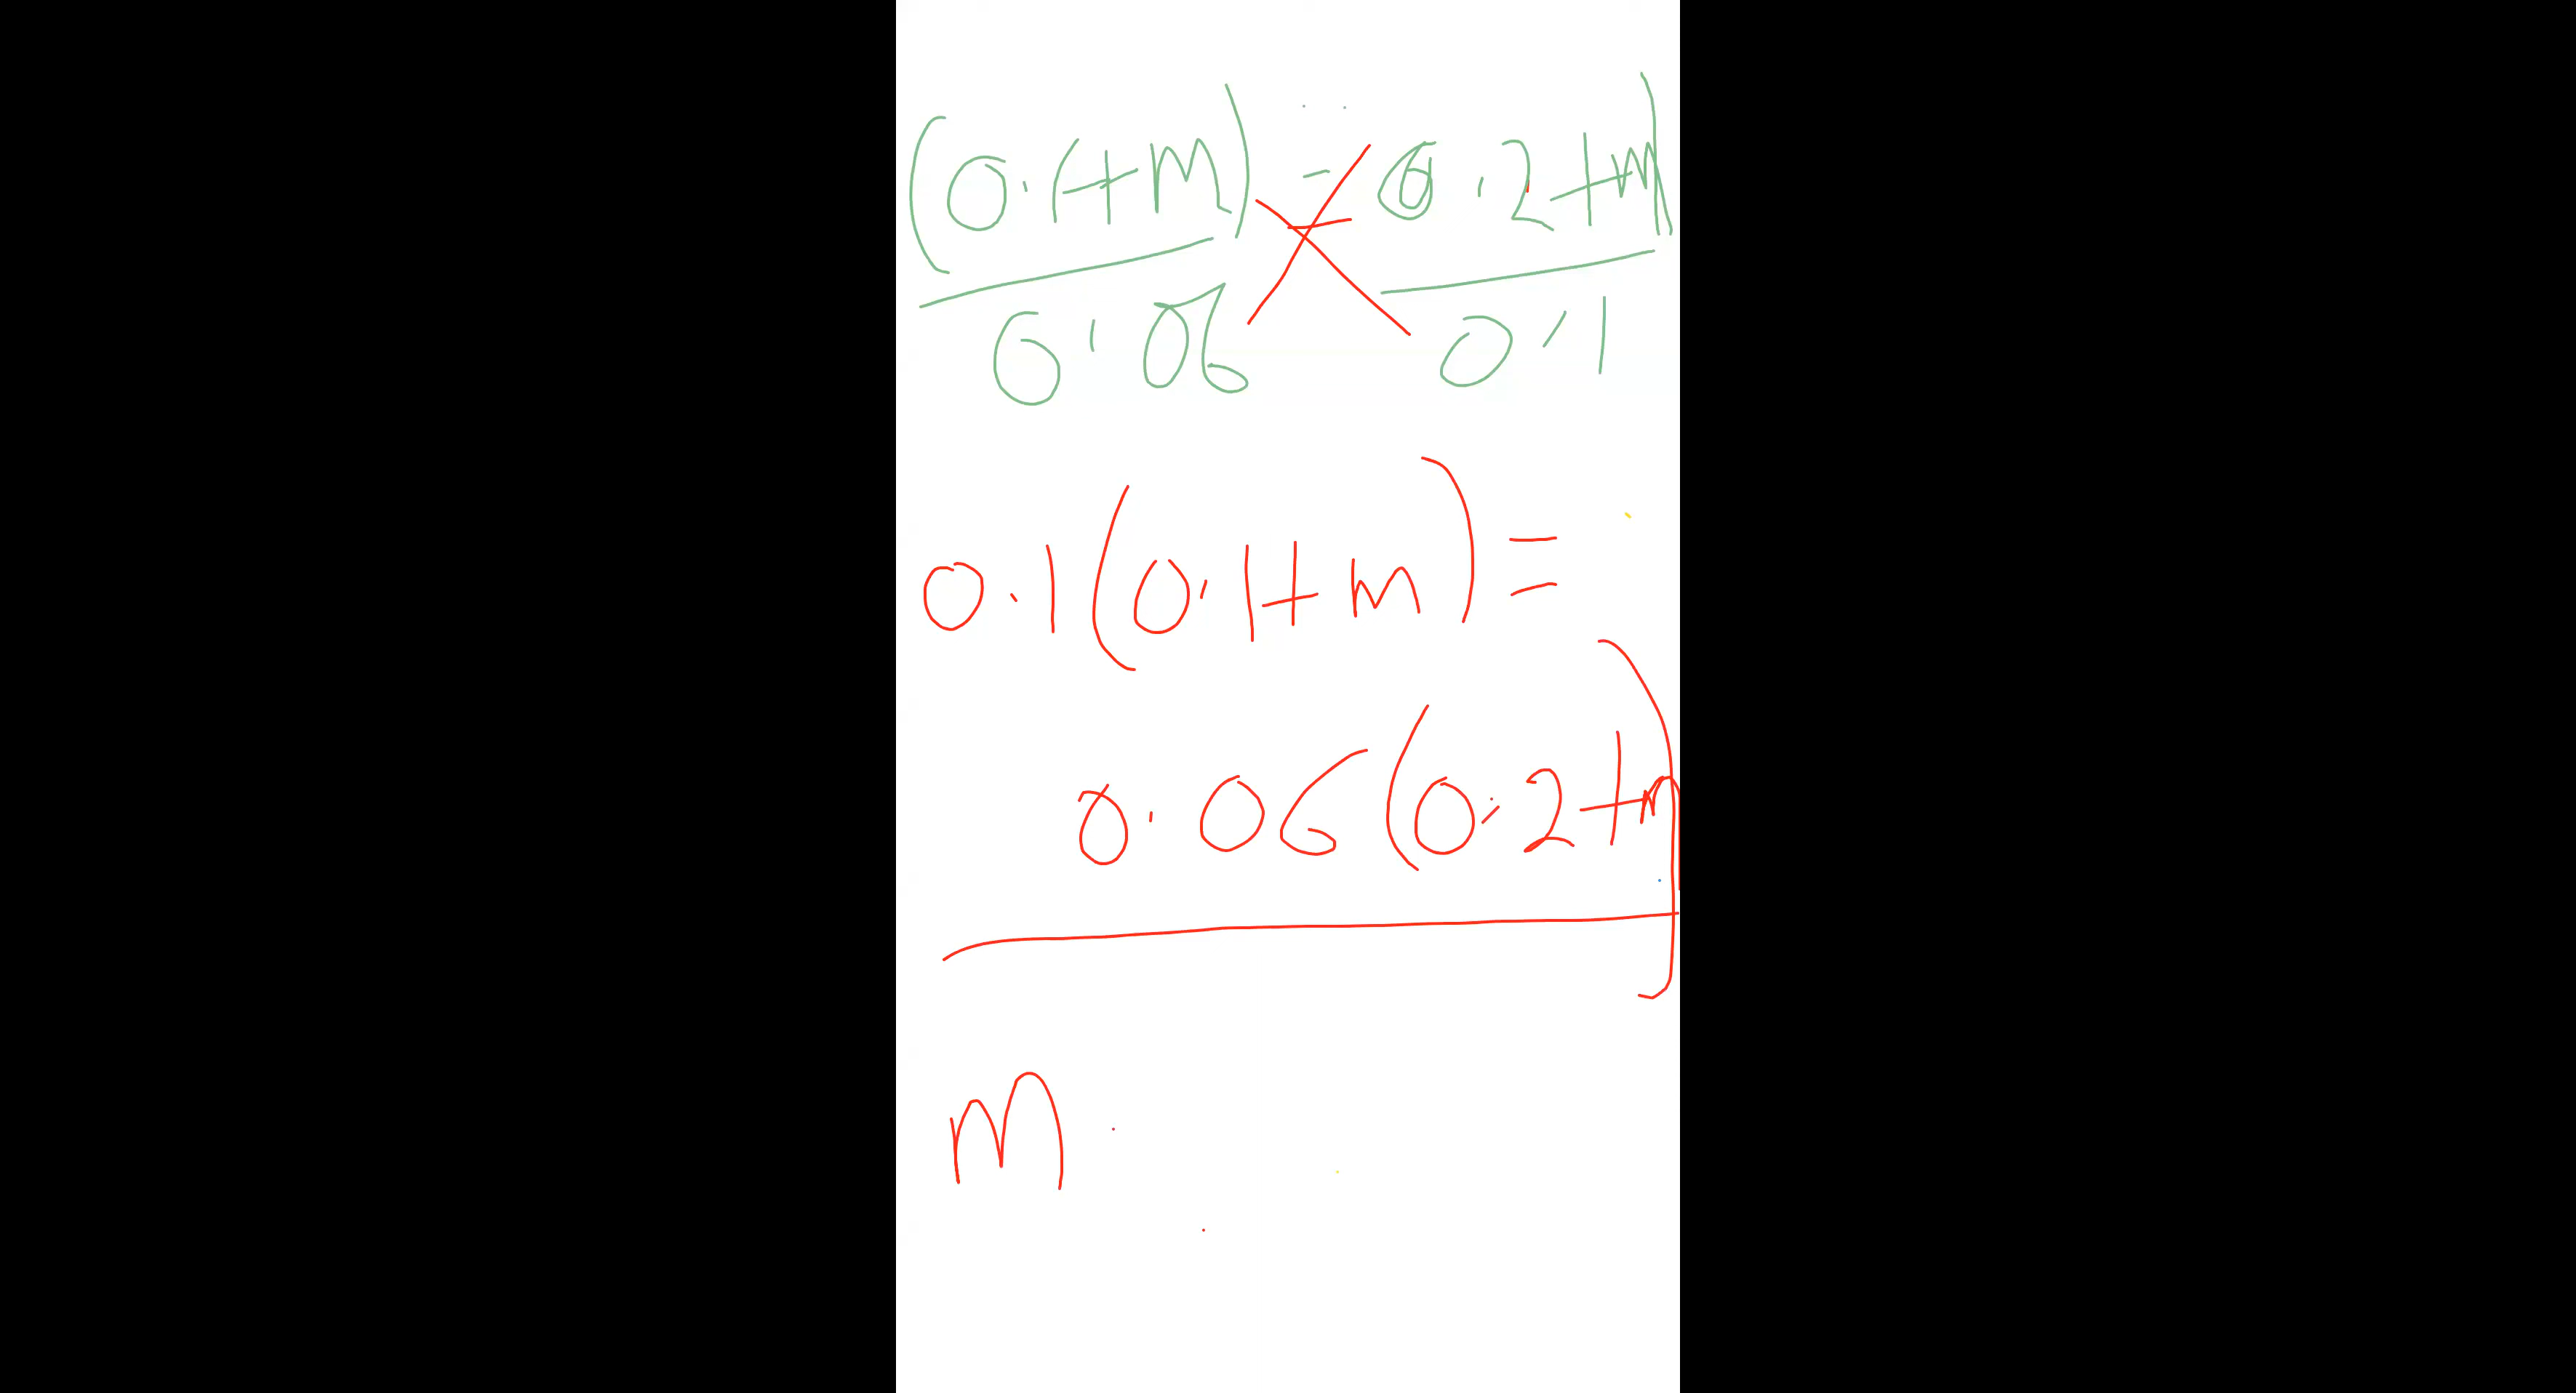 (0.1+m) = 0.2+m)
0.06 0.1
0.1(0.1+m) =
0.06(0.2+m)
m